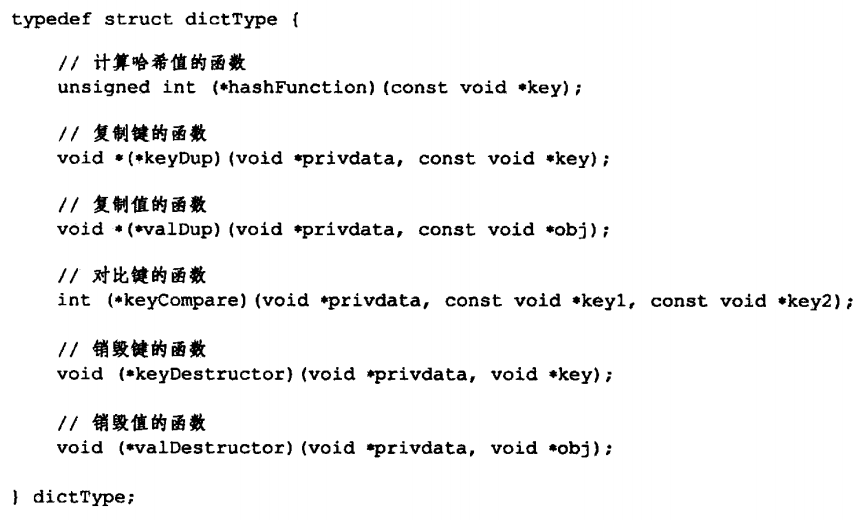 typedef struct dictType {
// 计算哈希值的函数
unsigned int (*hashFunction)(const void *key);
// 复制键的函数
void *(*keyDup)(void *privdata, const void *key);
// 复制值的函数
void *(*valDup)(void *privdata, const void *obj);
// 对比键的函数
int (*keyCompare)(void *privdata, const void *key1, const void *key2);
// 销毁键的函数
void (*keyDestructor)(void *privdata, void *key);
// 销毁值的函数
void (*valDestructor)(void *privdata, void *obj);
} dictType;